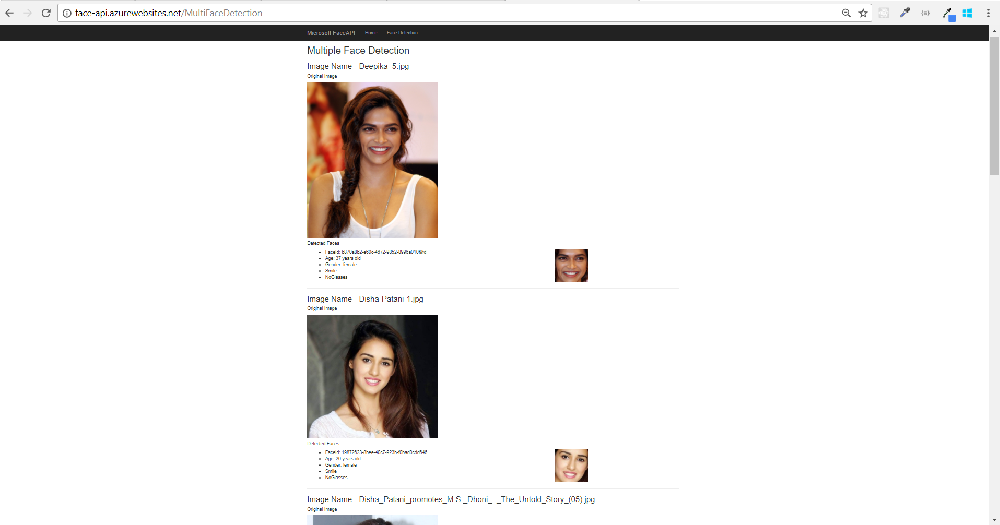 face-api.azurewebsites.net/MultiFaceDetection
Microsoft FaceAPI Home Face Detection
Multiple Face Detection
Image Name - Deepika_5.jpg
Original Image
Detected Faces
FaceId: b870a8b2-e60c-4672-9852-8996a010f9fd
Age: 37 years old
Gender: female
Smile
NoGlasses
Image Name - Disha-Patani-1.jpg
Original Image
Detected Faces
FaceId: 19872623-8bee-40c7-923b-f0bad0cdd646
Age: 26 years old
Gender: female
Smile
NoGlasses
Image Name - Disha_Patani_promotes_M.S._Dhoni_–_The_Untold_Story_(05).jpg
Original Image